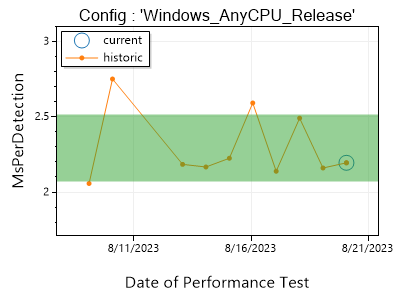 Config : 'Windows_AnyCPU_Release'
current
historic
3
2.5
2
MsPerDetection
8/11/2023
8/16/2023
8/21/2023
Date of Performance Test